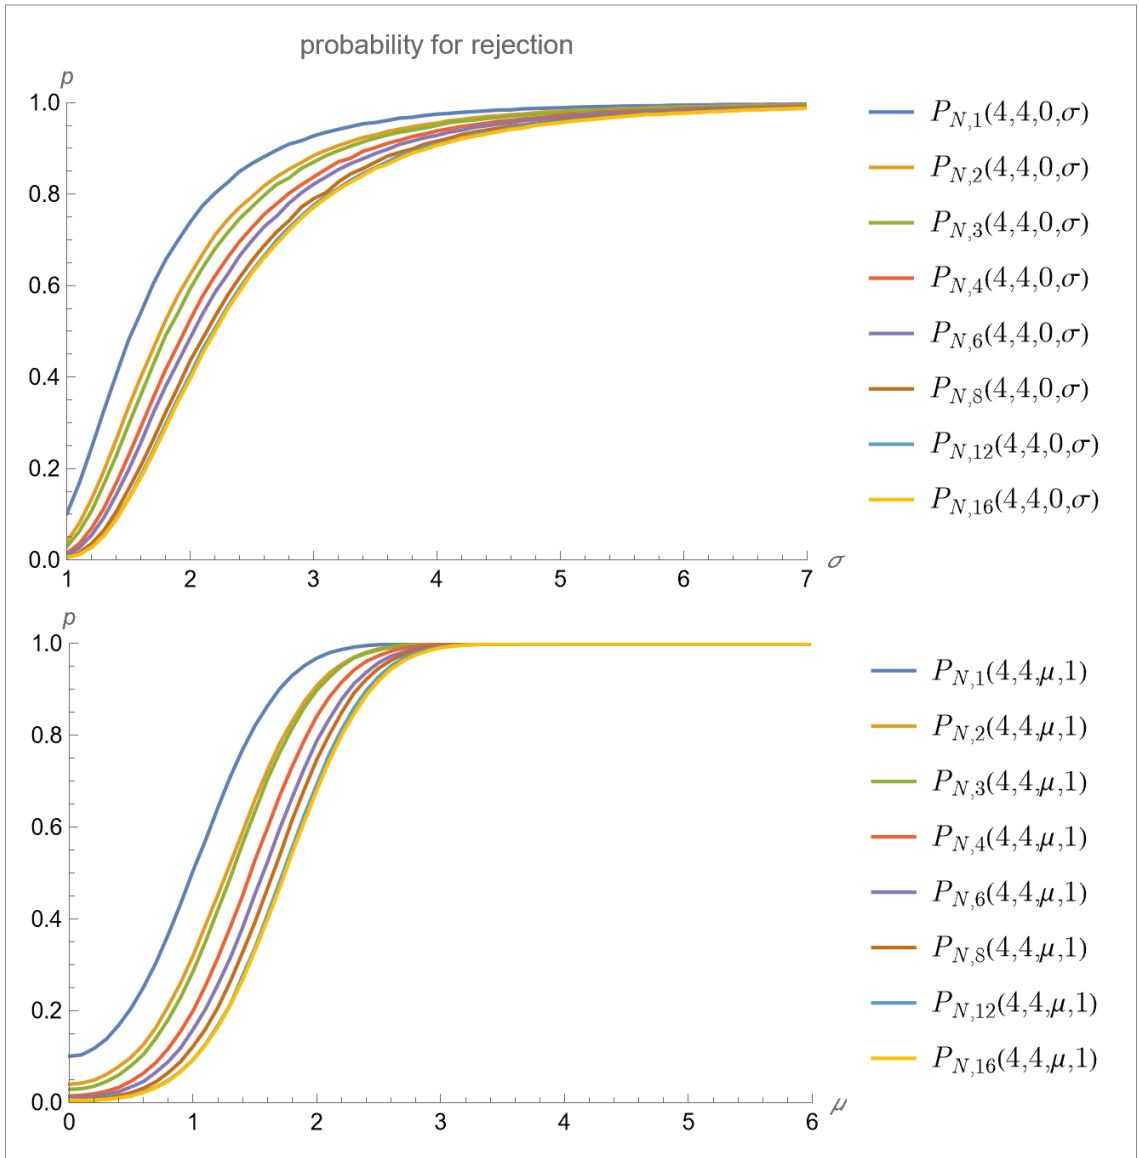 probability for rejection
p
1.0
0.8
0.6
0.4
0.2
0.0
1 2 3 4 5 6 7 σ
P_{N,1}(4,4,0,σ)
P_{N,2}(4,4,0,σ)
P_{N,3}(4,4,0,σ)
P_{N,4}(4,4,0,σ)
P_{N,6}(4,4,0,σ)
P_{N,8}(4,4,0,σ)
P_{N,12}(4,4,0,σ)
P_{N,16}(4,4,0,σ)
p
1.0
0.8
0.6
0.4
0.2
0.0
0 1 2 3 4 5 6 μ
P_{N,1}(4,4,μ,1)
P_{N,2}(4,4,μ,1)
P_{N,3}(4,4,μ,1)
P_{N,4}(4,4,μ,1)
P_{N,6}(4,4,μ,1)
P_{N,8}(4,4,μ,1)
P_{N,12}(4,4,μ,1)
P_{N,16}(4,4,μ,1)